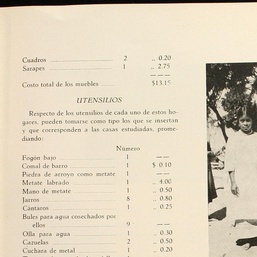 Cuadros 2 .. 0.20
Sarapes 1 .. 2.75
———
Costo total de los muebles $13.15
UTENSILIOS
Respecto de los utensilios de cada uno de estos ho-
gares, pueden tomarse como tipo los que se insertan
y que corresponden a las casas estudiadas, prome-
diando:
Número
Fogón bajo 1 ——
Comal de barro 1 $ 0.10
Piedra de arroyo como metate 1 ——
Metate labrado 1 .. 4.00
Mano de metate 1 .. 0.50
Jarros 8 .. 0.80
Cántaros 1 .. 0.25
Bules para agua cosechados por
ellos 9 ——
Olla para agua 1 .. 0.30
Cazuelas 2 .. 0.50
Cuchara de metal 1 .. 0.20